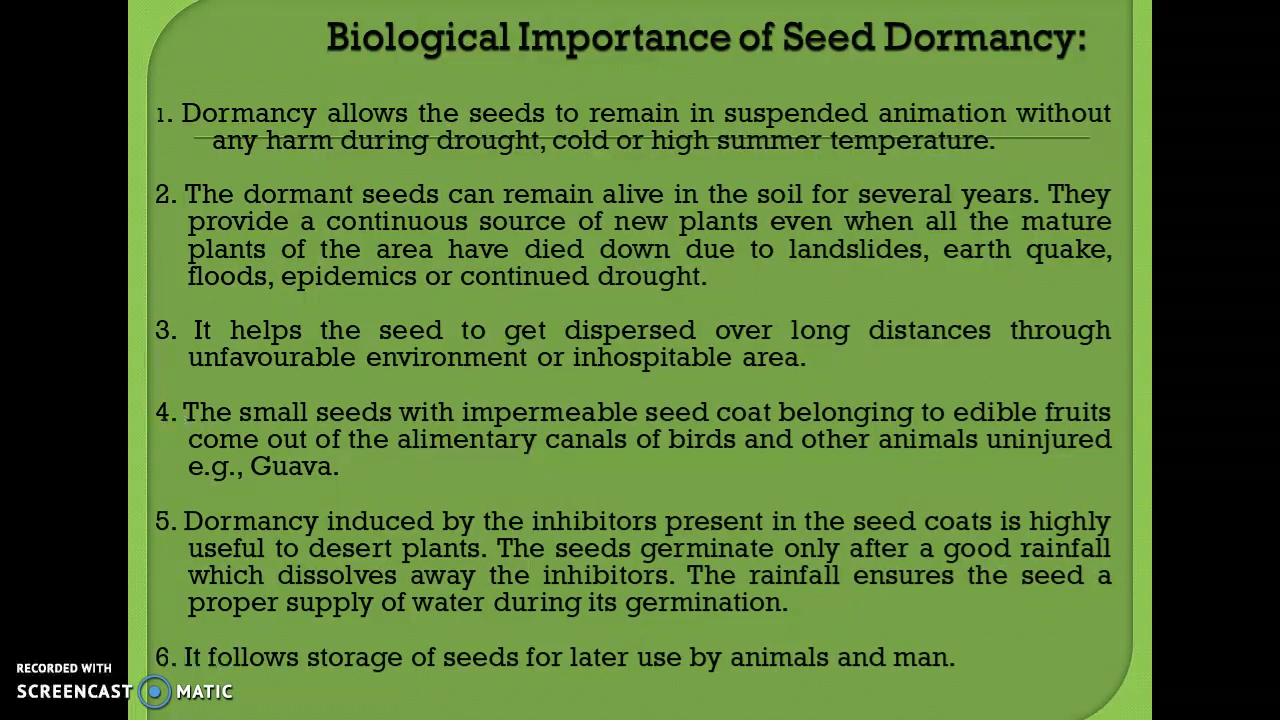 Biological Importance of Seed Dormancy:
1. Dormancy allows the seeds to remain in suspended animation without
any harm during drought, cold or high summer temperature.
2. The dormant seeds can remain alive in the soil for several years. They
provide a continuous source of new plants even when all the mature
plants of the area have died down due to landslides, earth quake,
floods, epidemics or continued drought.
3. It helps the seed to get dispersed over long distances through
unfavourable environment or inhospitable area.
4. The small seeds with impermeable seed coat belonging to edible fruits
come out of the alimentary canals of birds and other animals uninjured
e.g., Guava.
5. Dormancy induced by the inhibitors present in the seed coats is highly
useful to desert plants. The seeds germinate only after a good rainfall
which dissolves away the inhibitors. The rainfall ensures the seed a
proper supply of water during its germination.
6. It follows storage of seeds for later use by animals and man.
RECORDED WITH
SCREENCAST MATIC